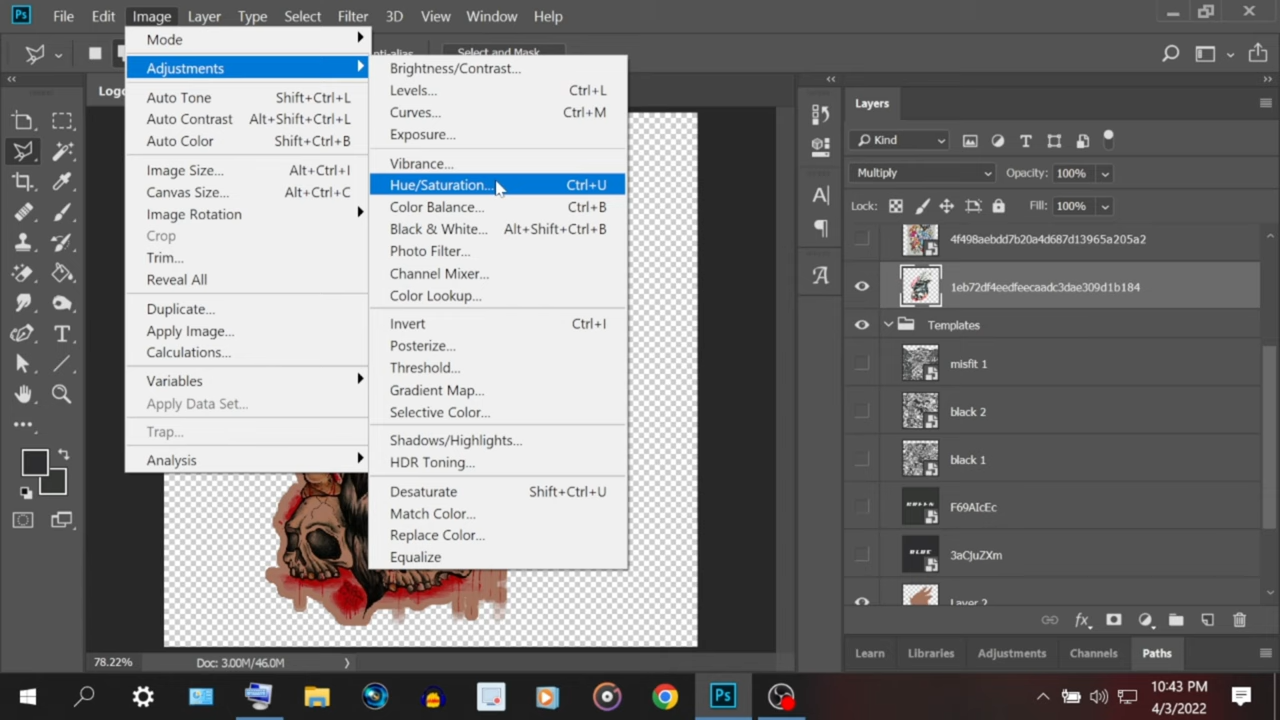 Ps File Edit Image Layer Type Select Filter 3D View Window Help
Select and Mask...
Mode
Adjustments
Auto Tone Shift+Ctrl+L
Auto Contrast Alt+Shift+Ctrl+L
Auto Color Shift+Ctrl+B
Image Size... Alt+Ctrl+I
Canvas Size... Alt+Ctrl+C
Image Rotation
Crop
Trim...
Reveal All
Duplicate...
Apply Image...
Calculations...
Variables
Apply Data Set...
Trap...
Analysis
Brightness/Contrast...
Levels... Ctrl+L
Curves... Ctrl+M
Exposure...
Vibrance...
Hue/Saturation... Ctrl+U
Color Balance... Ctrl+B
Black & White... Alt+Shift+Ctrl+B
Photo Filter...
Channel Mixer...
Color Lookup...
Invert Ctrl+I
Posterize...
Threshold...
Gradient Map...
Selective Color...
Shadows/Highlights...
HDR Toning...
Desaturate Shift+Ctrl+U
Match Color...
Replace Color...
Equalize
Layers
Kind
Multiply Opacity: 100%
Lock: Fill: 100%
4f498aebdd7b20a4d687d13965a205a2
1eb72df4eedfeecaadc3dae309d1b184
Templates
misfit 1
black 2
black 1
F69AIcEc
3aCJuZXm
Layer 2
Learn Libraries Adjustments Channels Paths
78.22% Doc: 3.00M/46.0M
Ps
10:43 PM
4/3/2022